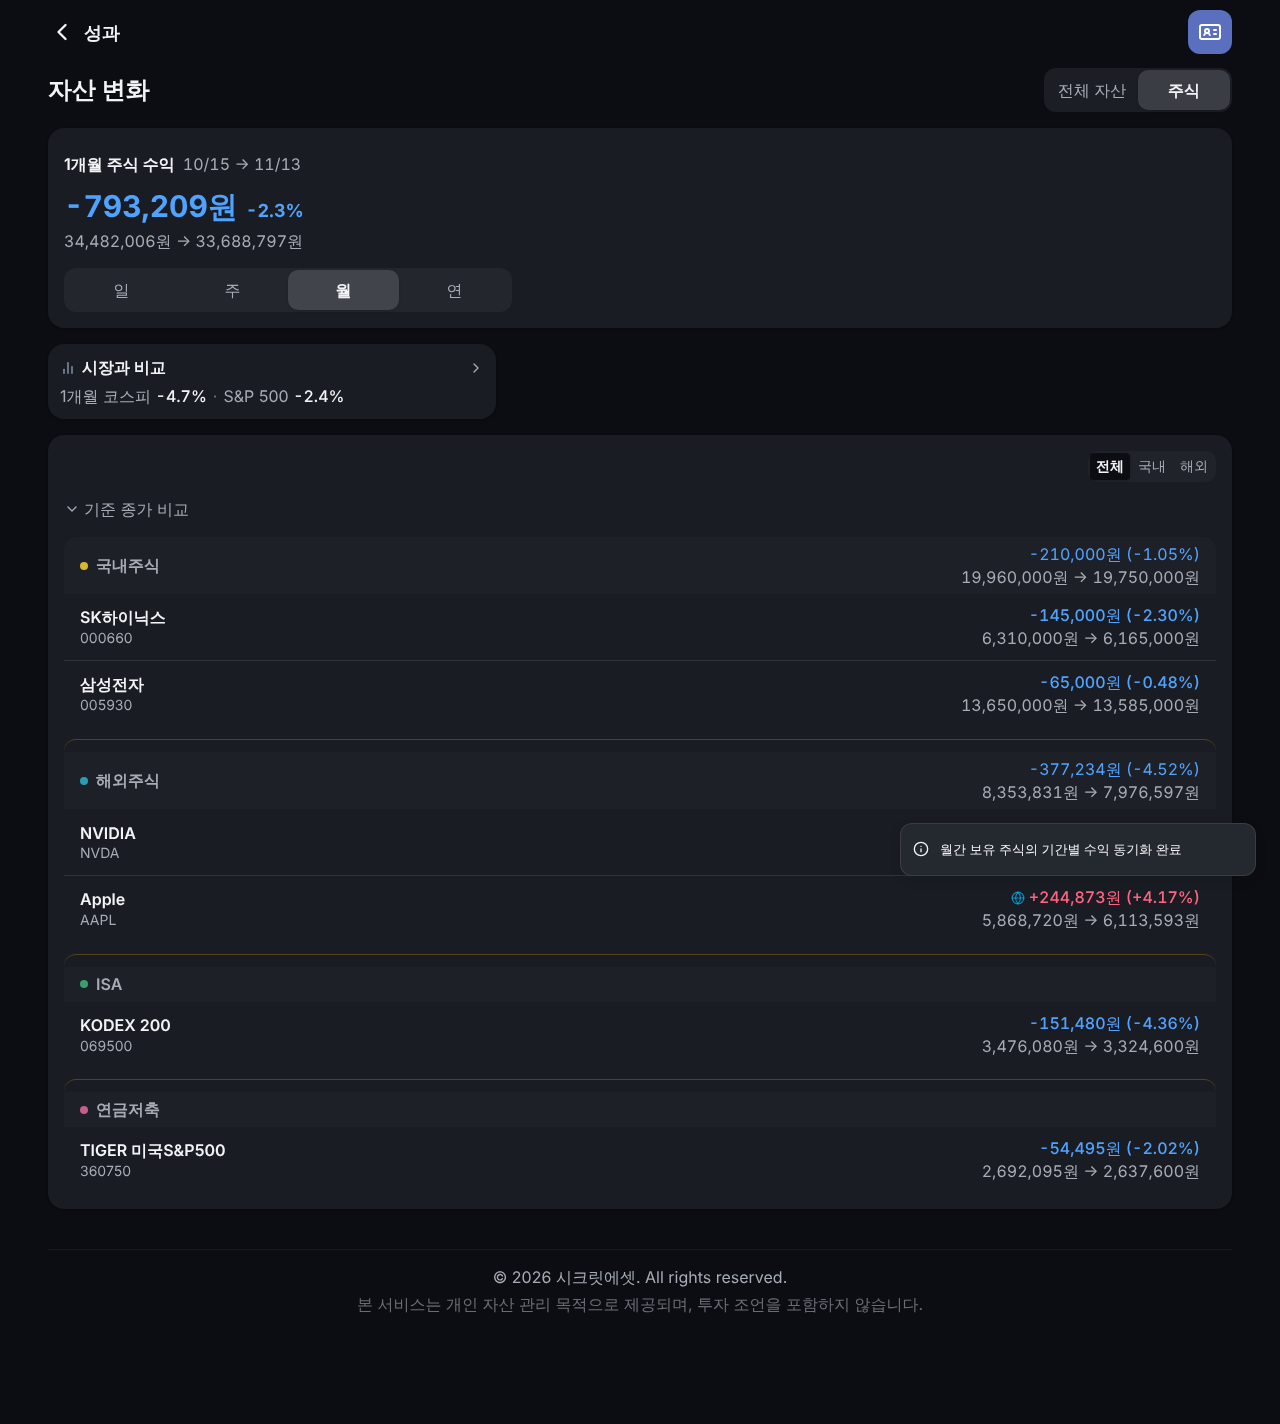 성과
자산 변화
전체 자산 주식
1개월 주식 수익 10/15 → 11/13
-793,209원 -2.3%
34,482,006원 → 33,688,797원
일 주 월 연
시장과 비교
1개월 코스피 -4.7% · S&P 500 -2.4%
전체 국내 해외
기준 종가 비교
국내주식
-210,000원 (-1.05%)
19,960,000원 → 19,750,000원
SK하이닉스
000660
-145,000원 (-2.30%)
6,310,000원 → 6,165,000원
삼성전자
005930
-65,000원 (-0.48%)
13,650,000원 → 13,585,000원
해외주식
-377,234원 (-4.52%)
8,353,831원 → 7,976,597원
NVIDIA
NVDA
월간 보유 주식의 기간별 수익 동기화 완료
Apple
AAPL
+244,873원 (+4.17%)
5,868,720원 → 6,113,593원
ISA
KODEX 200
069500
-151,480원 (-4.36%)
3,476,080원 → 3,324,600원
연금저축
TIGER 미국S&P500
360750
-54,495원 (-2.02%)
2,692,095원 → 2,637,600원
© 2026 시크릿에셋. All rights reserved.
본 서비스는 개인 자산 관리 목적으로 제공되며, 투자 조언을 포함하지 않습니다.